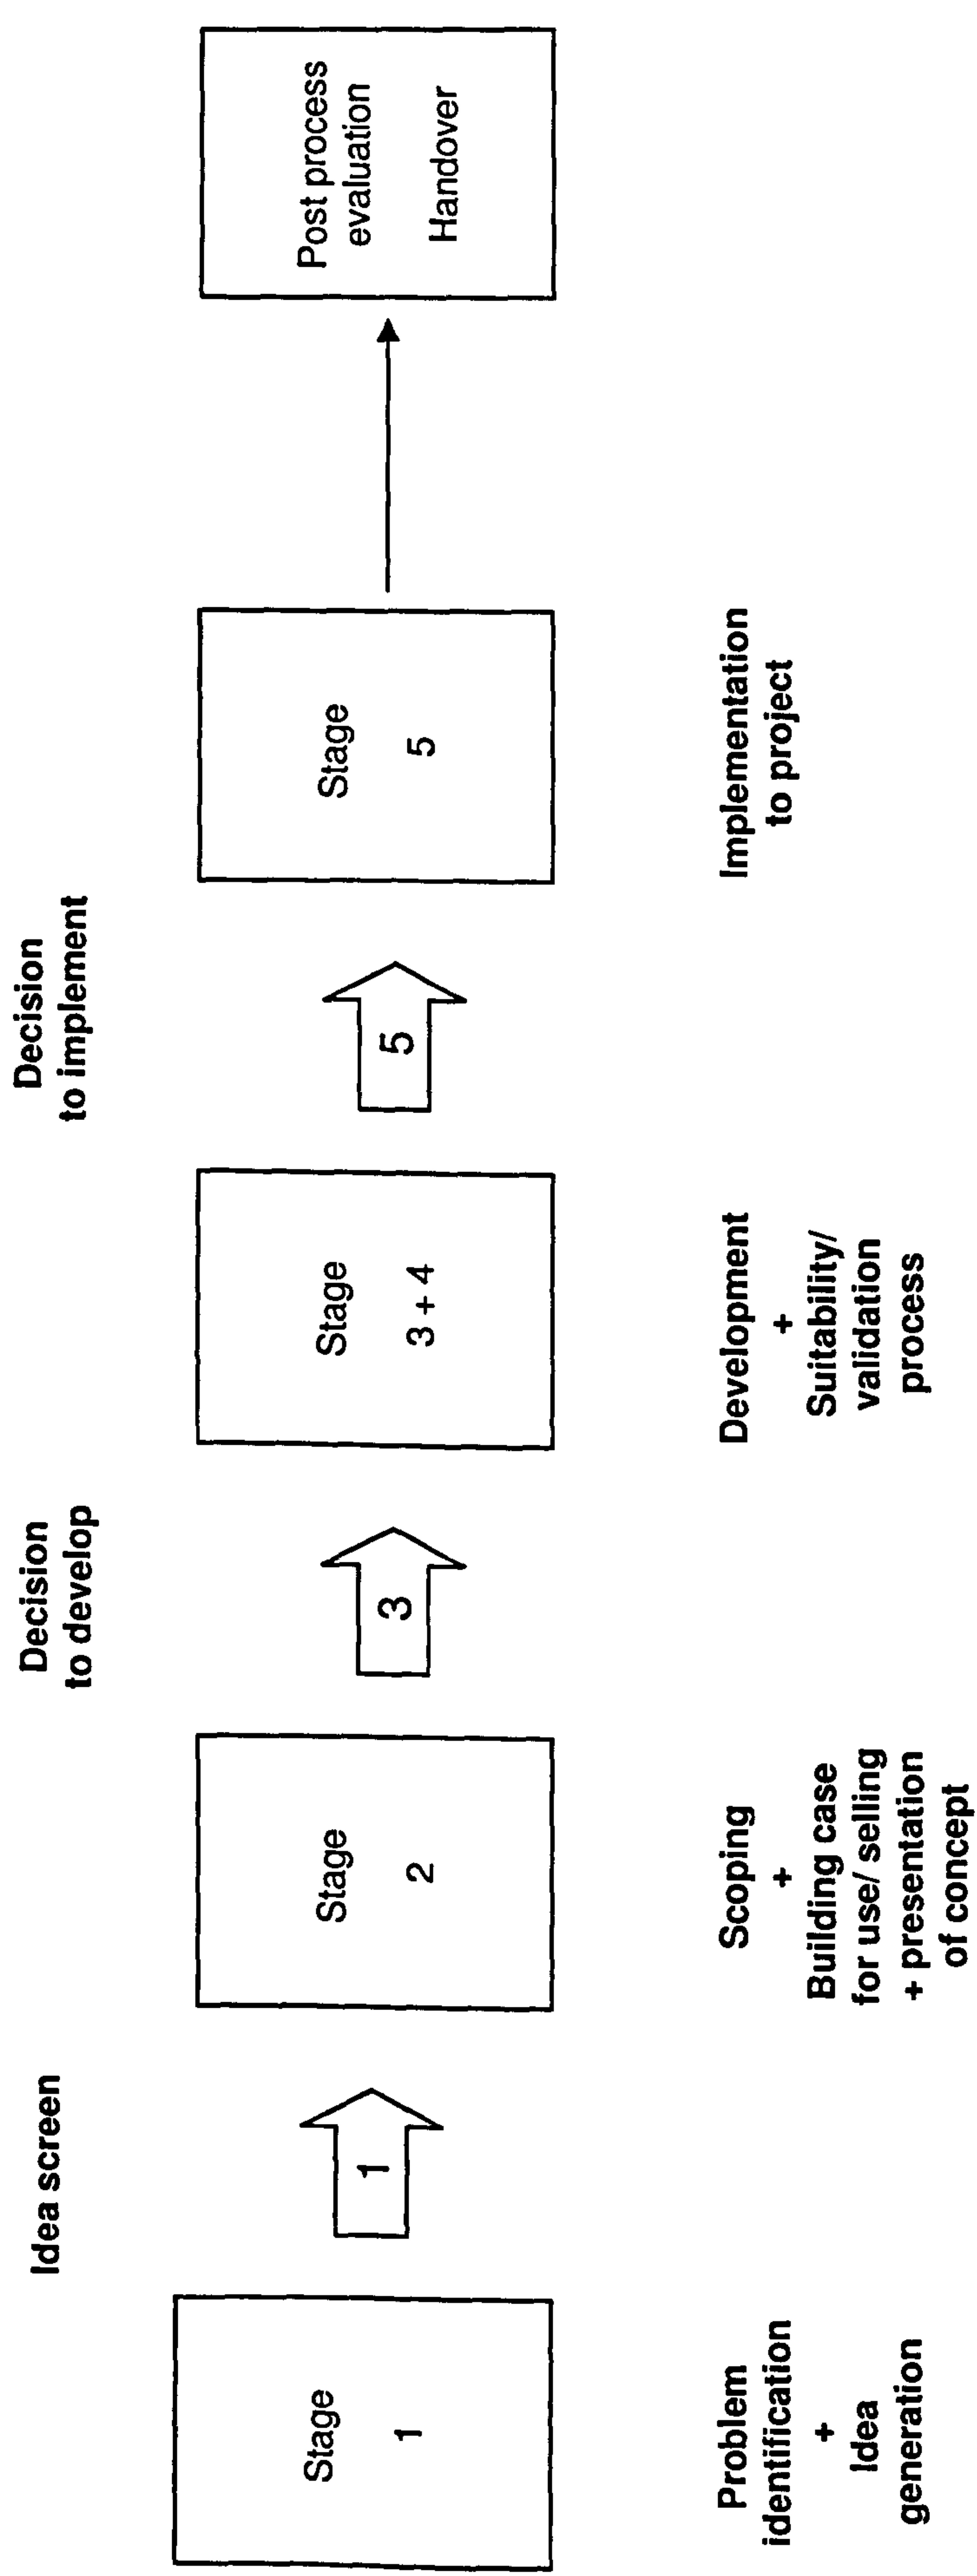 Idea screen
Decision
to develop
Decision
to implement
Stage
1
1
Stage
2
3
Stage
3 + 4
5
Stage
5
Post process
evaluation
Handover
Problem
identification
+
Idea
generation
Scoping
+
Building case
for use/ selling
+ presentation
of concept
Development
+
Suitability/
validation
process
Implementation
to project